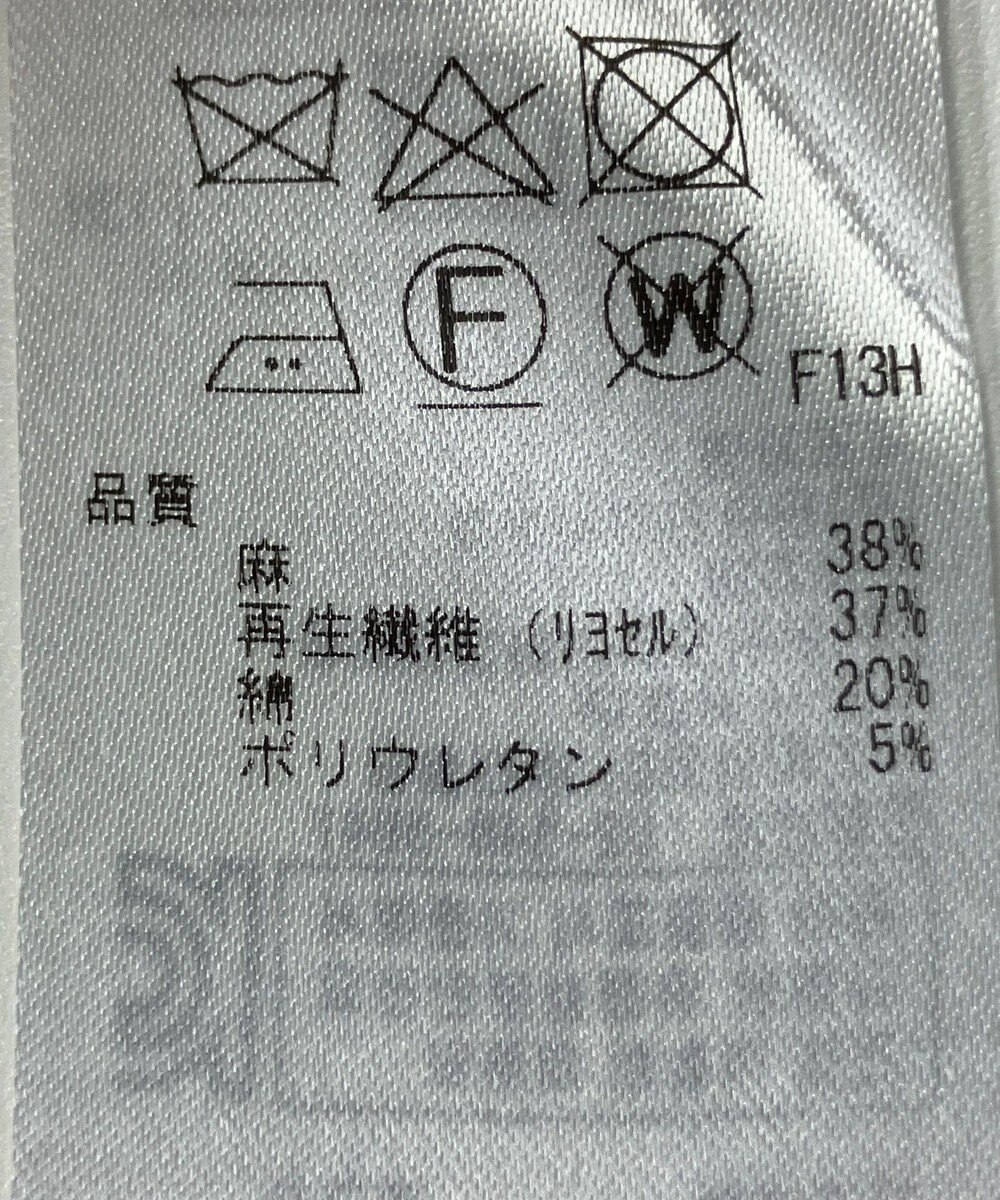 F
W
F13H
品質
麻 38%
再生繊維（リヨセル） 37%
綿 20%
ポリウレタン 5%